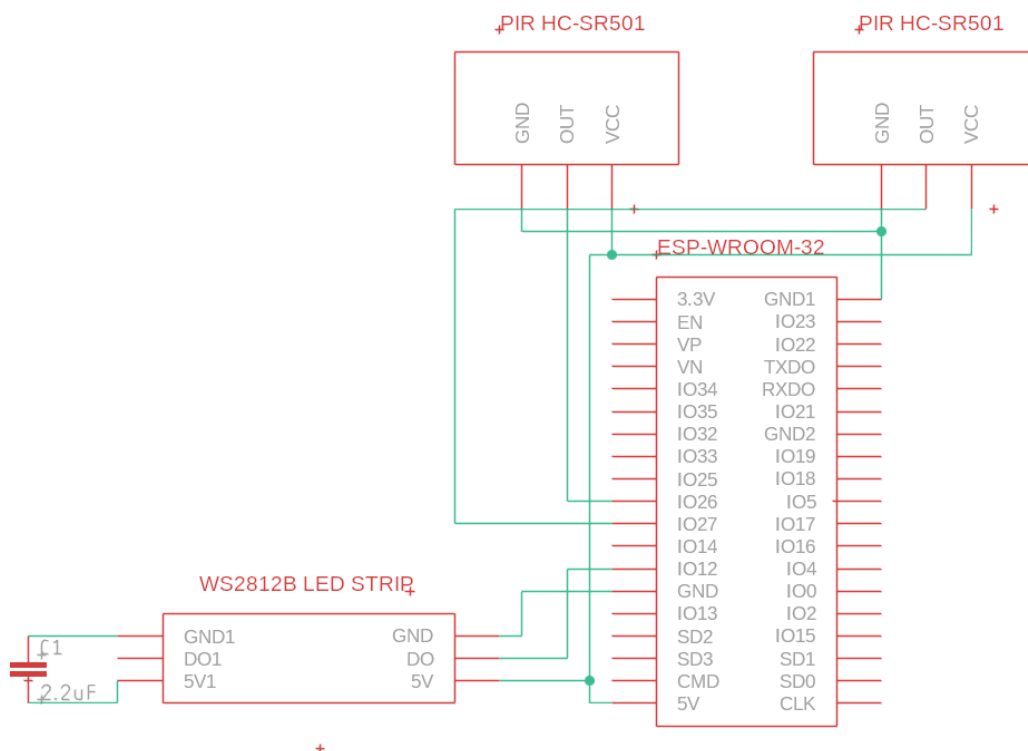 PIR HC-SR501
PIR HC-SR501
GND
OUT
VCC
GND
OUT
VCC
ESP-WROOM-32
3.3V GND1
EN IO23
VP IO22
VN TXDO
IO34 RXDO
IO35 IO21
IO32 GND2
IO33 IO19
IO25 IO18
IO26 IO5
IO27 IO17
IO14 IO16
IO12 IO4
GND IO0
IO13 IO2
SD2 IO15
SD3 SD1
CMD SD0
5V CLK
WS2812B LED STRIP
GND1 GND
DO1 DO
5V1 5V
C1
2.2uF